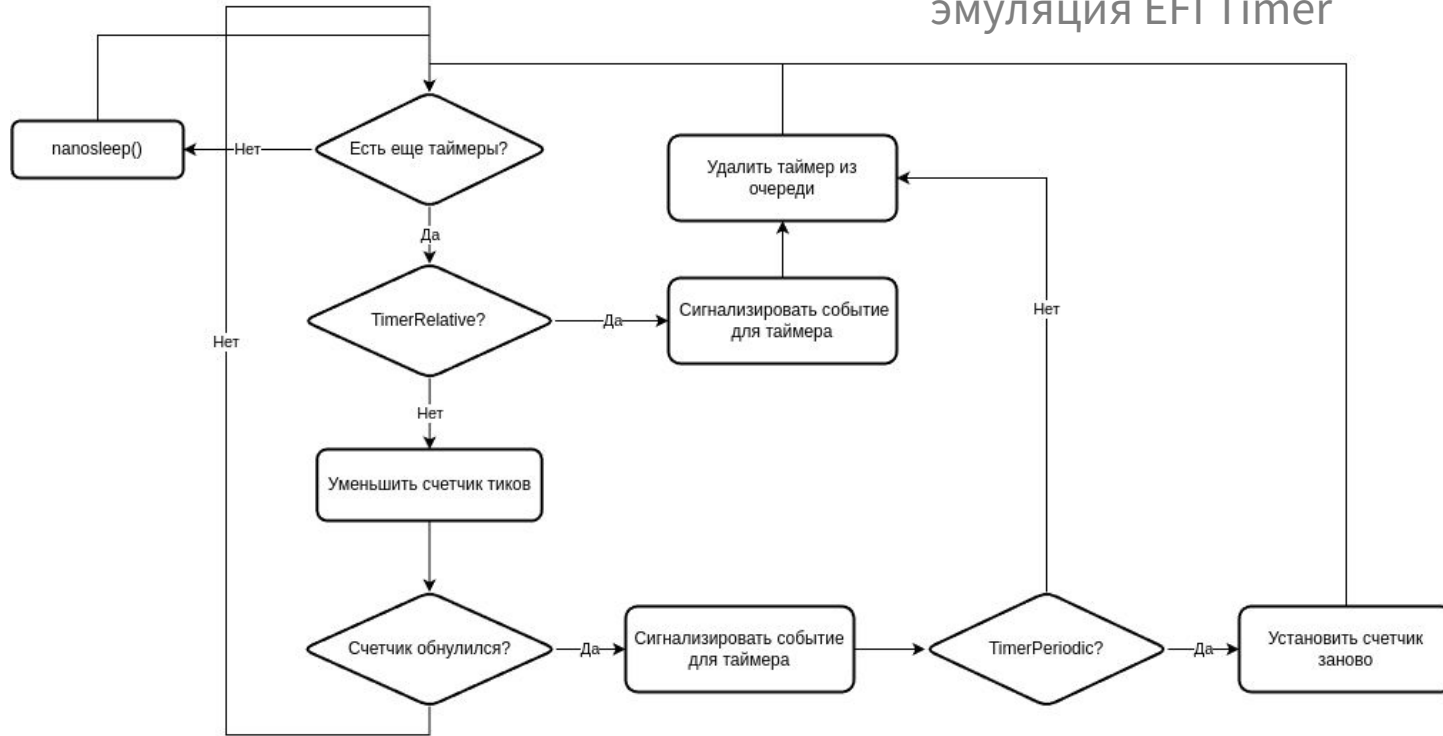 эмуляция EFI Timer
nanosleep()
Нет
Есть еще таймеры?
Удалить таймер из
очереди
Да
TimerRelative?
Да
Сигнализировать событие
для таймера
Нет
Нет
Нет
Уменьшить счетчик тиков
Счетчик обнулился?
Да
Сигнализировать событие
для таймера
TimerPeriodic?
Да
Установить счетчик
заново